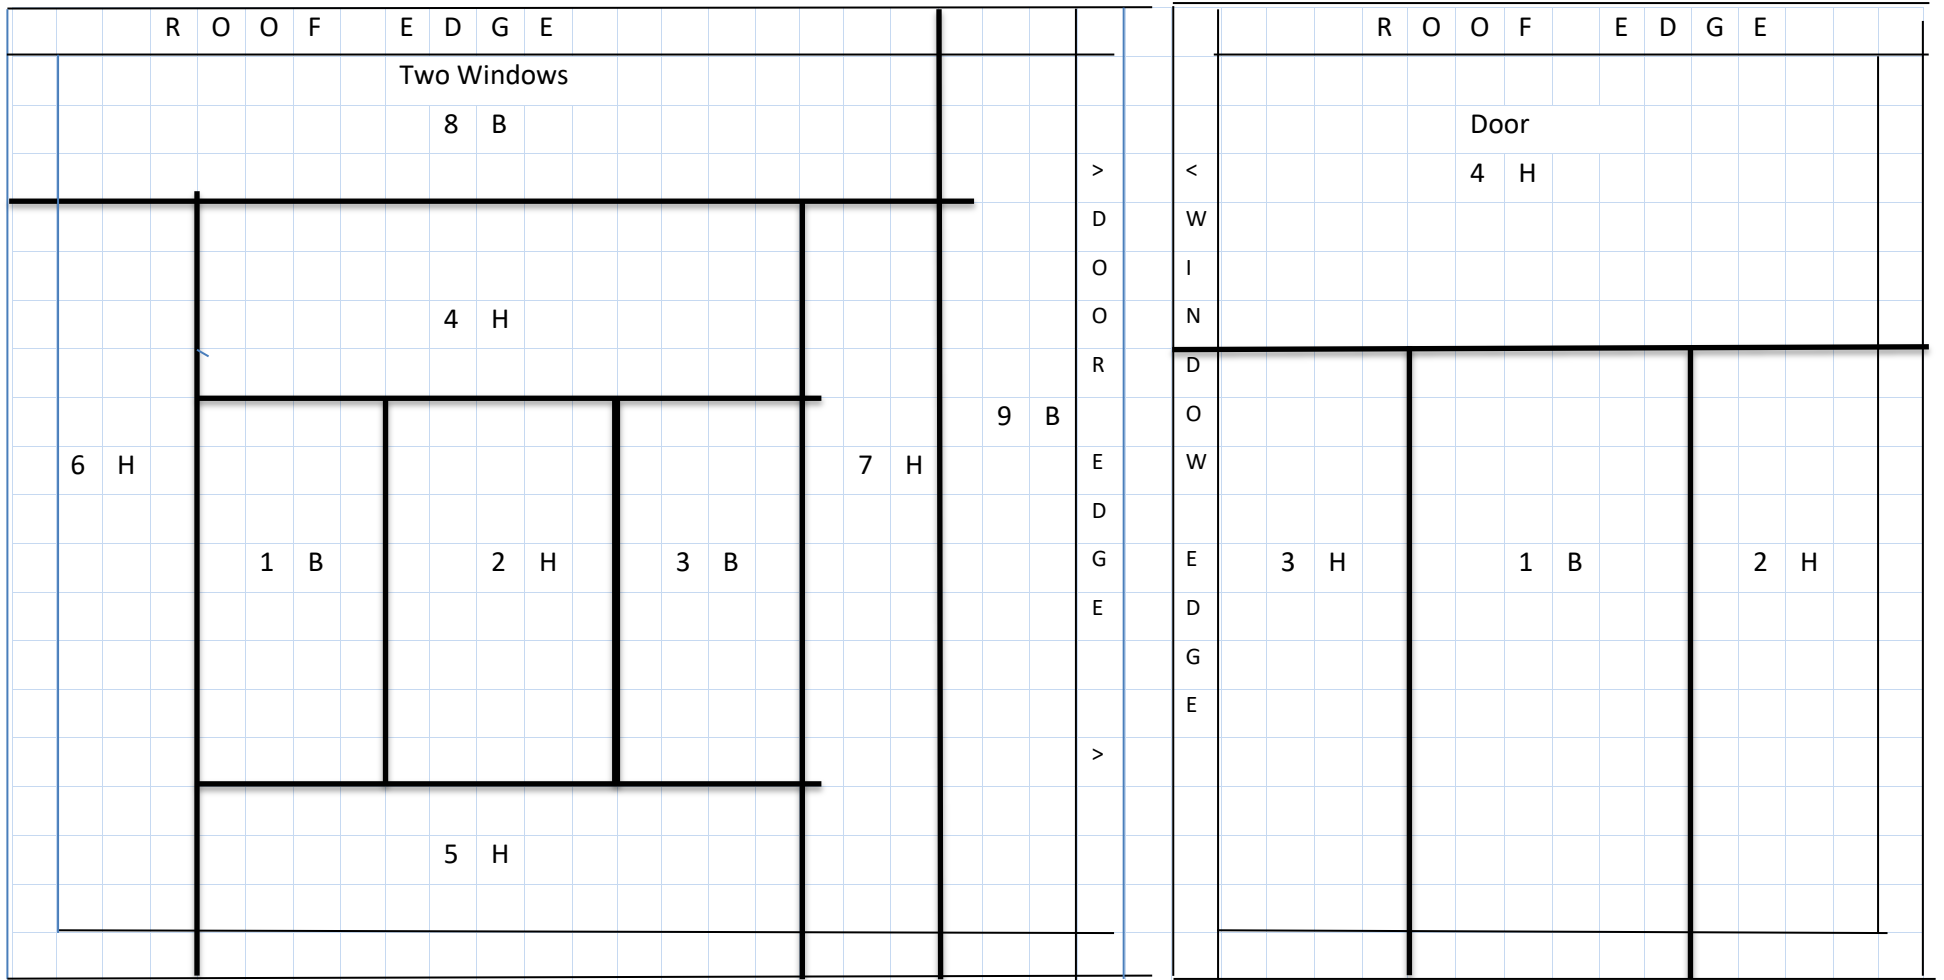 R O O F E D G E
Two Windows
8 B
4 H
6 H
7 H
9 B
1 B
2 H
3 B
5 H
> D O O R E D G E >
R O O F E D G E
Door
4 H
< W I N D O W E D G E
3 H
1 B
2 H